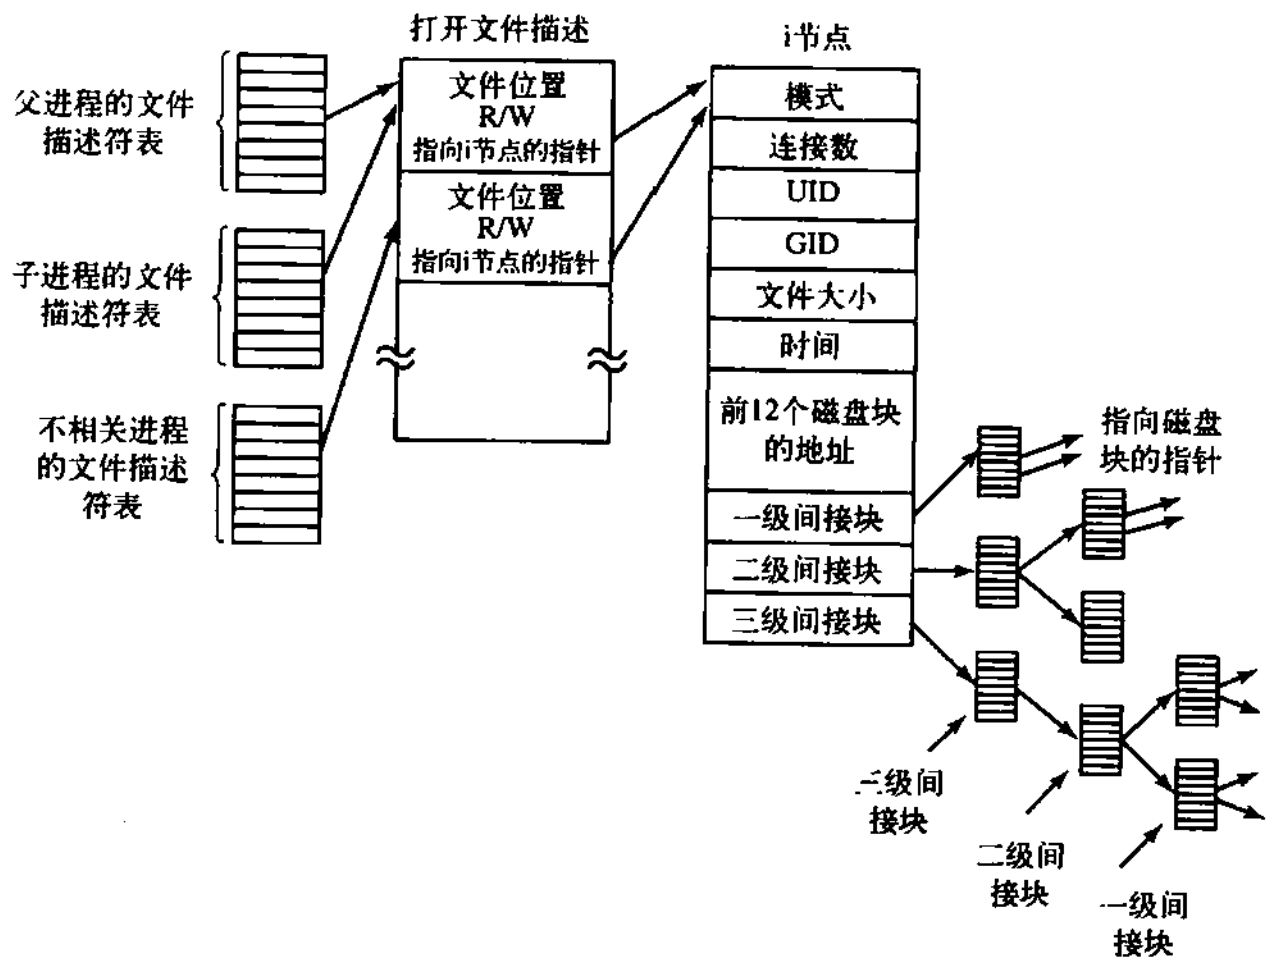 打开文件描述
i节点
父进程的文件
描述符表
子进程的文件
描述符表
不相关进程
的文件描述
符表
文件位置
R/W
指向i节点的指针
文件位置
R/W
指向i节点的指针
模式
连接数
UID
GID
文件大小
时间
前12个磁盘块
的地址
一级间接块
二级间接块
三级间接块
指向磁盘
块的指针
三级间
接块
二级间
接块
一级间
接块